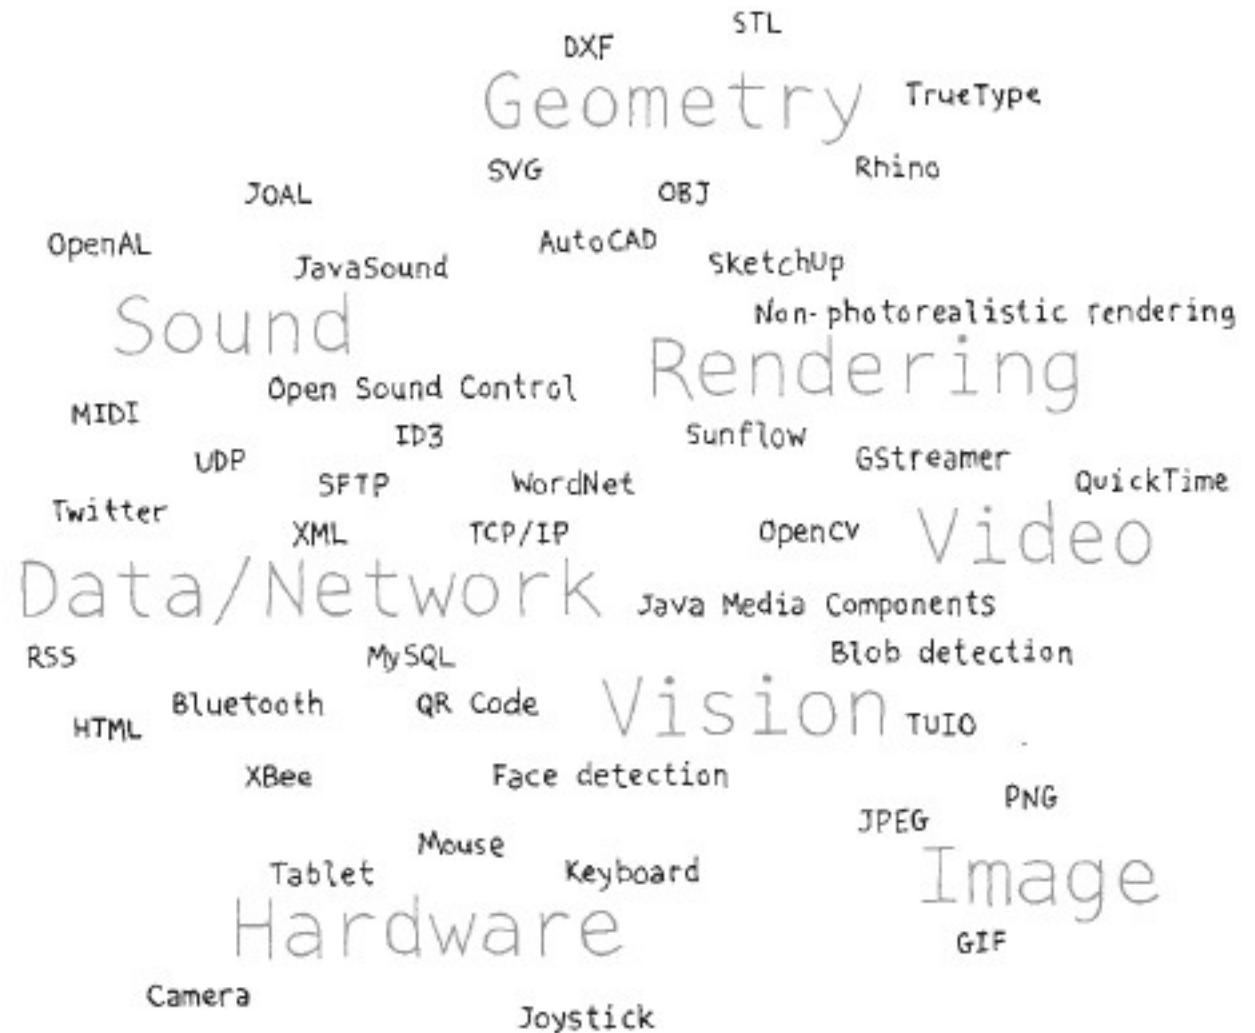 STL
DXF
Geometry
TrueType
SVG
Rhino
OBJ
JOAL
OpenAL
AutoCAD
JavaSound
SketchUp
Sound
Non-photorealistic rendering
Rendering
Open Sound Control
MIDI
ID3
Sunflow
UDP
GStreamer
SFTP
WordNet
QuickTime
Twitter
XML
TCP/IP
OpenCV
Video
Data/Network
Java Media Components
RSS
MySQL
Blob detection
Bluetooth
QR Code
Vision
TUIO
HTML
XBee
Face detection
PNG
JPEG
Mouse
Tablet
Keyboard
Image
Hardware
GIF
Camera
Joystick